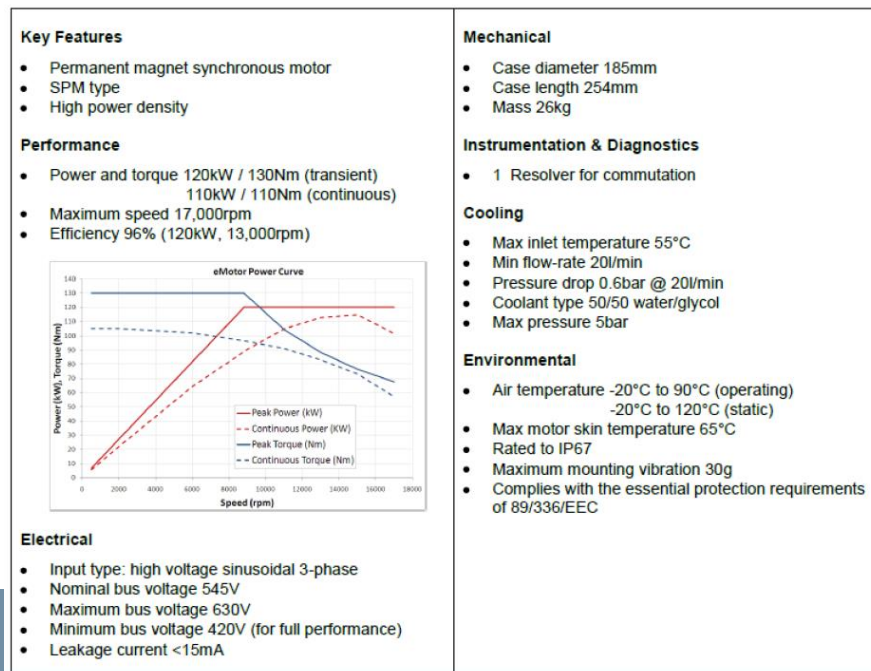 Key Features
• Permanent magnet synchronous motor
• SPM type
• High power density
Performance
• Power and torque 120kW / 130Nm (transient)
110kW / 110Nm (continuous)
• Maximum speed 17,000rpm
• Efficiency 96% (120kW, 13,000rpm)
eMotor Power Curve
Power (kW), Torque (Nm)
140
130
120
110
100
90
80
70
60
50
40
30
20
10
0
Peak Power (kW)
Continuous Power (KW)
Peak Torque (Nm)
Continuous Torque (Nm)
0 2000 4000 6000 8000 10000 12000 14000 16000 18000
Speed (rpm)
Electrical
• Input type: high voltage sinusoidal 3-phase
• Nominal bus voltage 545V
• Maximum bus voltage 630V
• Minimum bus voltage 420V (for full performance)
• Leakage current <15mA
Mechanical
• Case diameter 185mm
• Case length 254mm
• Mass 26kg
Instrumentation & Diagnostics
• 1 Resolver for commutation
Cooling
• Max inlet temperature 55°C
• Min flow-rate 20l/min
• Pressure drop 0.6bar @ 20l/min
• Coolant type 50/50 water/glycol
• Max pressure 5bar
Environmental
• Air temperature -20°C to 90°C (operating)
-20°C to 120°C (static)
• Max motor skin temperature 65°C
• Rated to IP67
• Maximum mounting vibration 30g
• Complies with the essential protection requirements
of 89/336/EEC